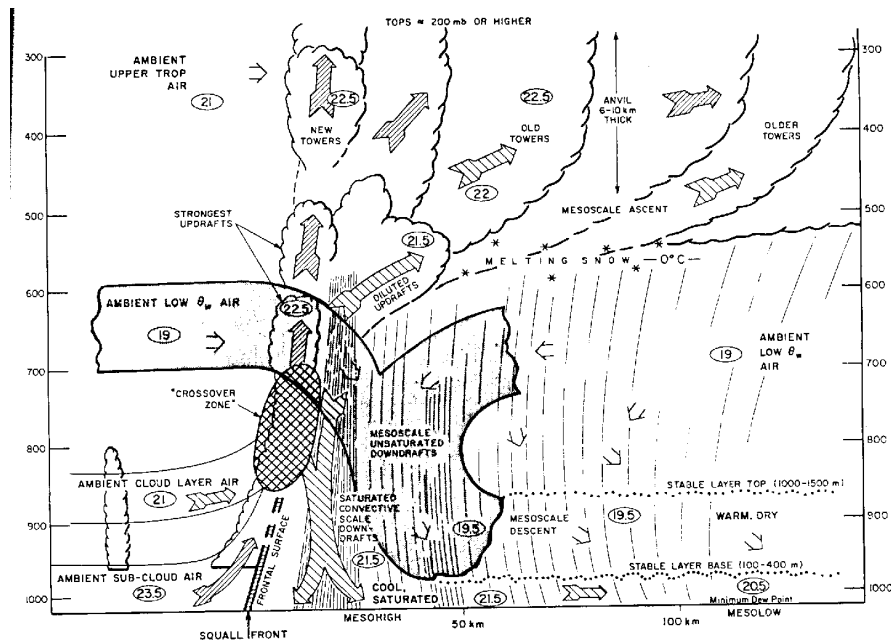 TOPS ≈ 200 mb OR HIGHER
300
400
500
600
700
800
900
1000
300
400
500
600
700
800
900
1000
AMBIENT
UPPER TROP
AIR
21
22.5
NEW
TOWERS
22.5
OLD
TOWERS
22
ANVIL
6-10 km
THICK
OLDER
TOWERS
MESOSCALE ASCENT
STRONGEST
UPDRAFTS
21.5
DILUTED
UPDRAFTS
MELTING SNOW —0°C—
AMBIENT LOW θw AIR
19
22.5
19
AMBIENT
LOW θw
AIR
"CROSSOVER
ZONE"
MESOSCALE
UNSATURATED
DOWNDRAFTS
AMBIENT CLOUD LAYER AIR
21
SATURATED
CONVECTIVE
SCALE
DOWN-
DRAFTS
19.5
STABLE LAYER TOP (1000-1500 m)
MESOSCALE
DESCENT
19.5
WARM, DRY
FRONTAL SURFACE
21.5
AMBIENT SUB-CLOUD AIR
23.5
COOL,
SATURATED
STABLE LAYER BASE (100-400 m)
21.5
20.5
Minimum Dew Point
SQUALL FRONT
MESOHIGH
50 km
100 km
MESOLOW